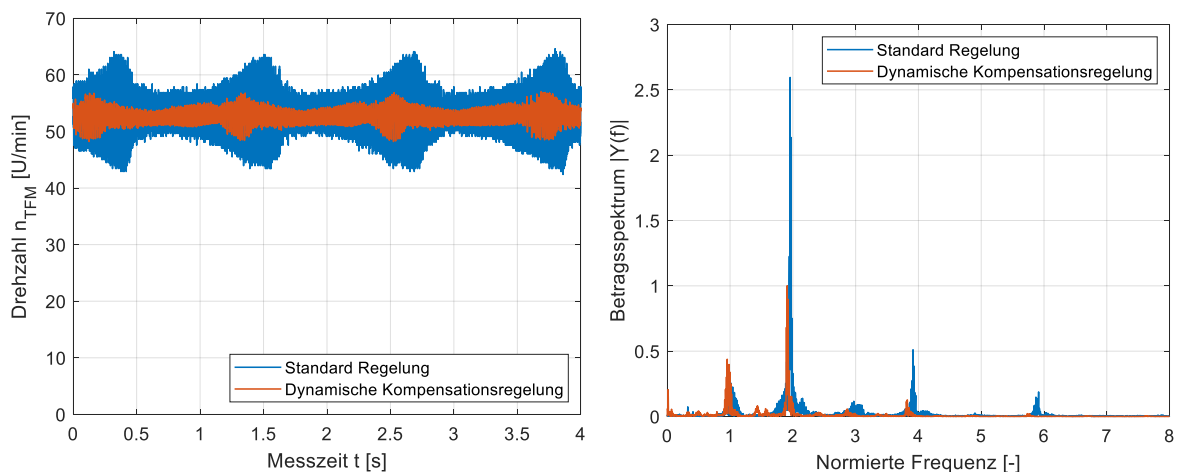 70
60
50
40
30
20
10
0
Drehzahl n_TFM [U/min]
Standard Regelung
Dynamische Kompensationsregelung
0 0.5 1 1.5 2 2.5 3 3.5 4
Messzeit t [s]
3
2.5
2
1.5
1
0.5
0
Betragsspektrum |Y(f)|
Standard Regelung
Dynamische Kompensationsregelung
0 1 2 3 4 5 6 7 8
Normierte Frequenz [-]